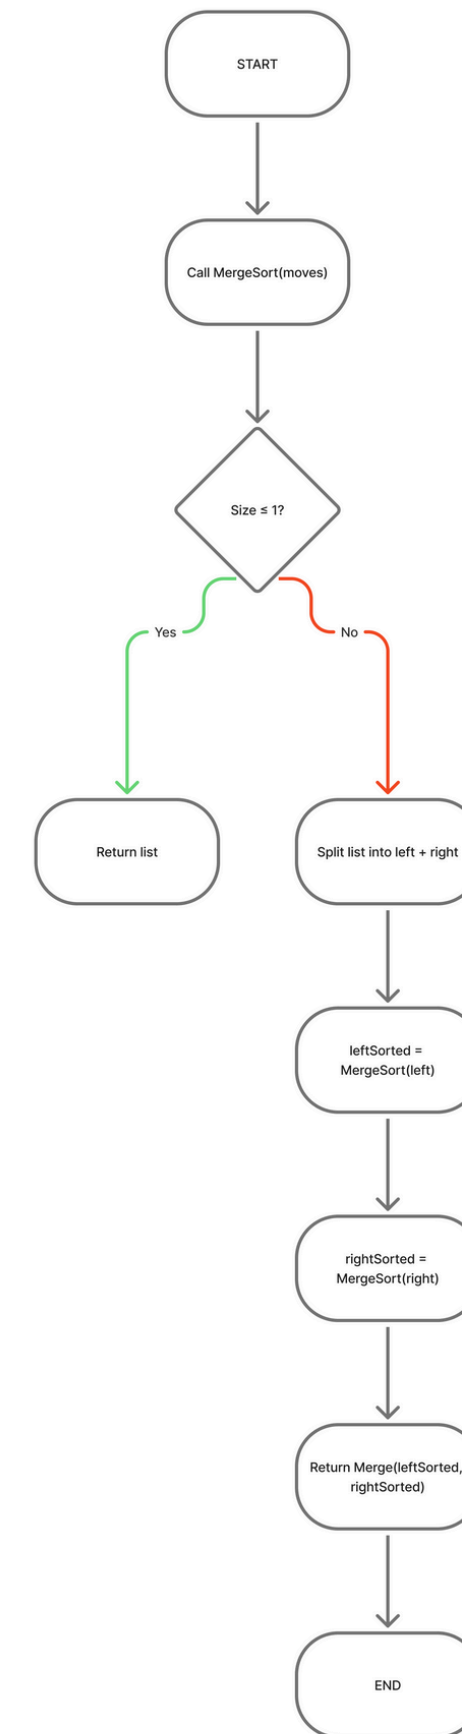 START
Call MergeSort(moves)
Size ≤ 1?
Yes
No
Return list
Split list into left + right
leftSorted =
MergeSort(left)
rightSorted =
MergeSort(right)
Return Merge(leftSorted,
rightSorted)
END